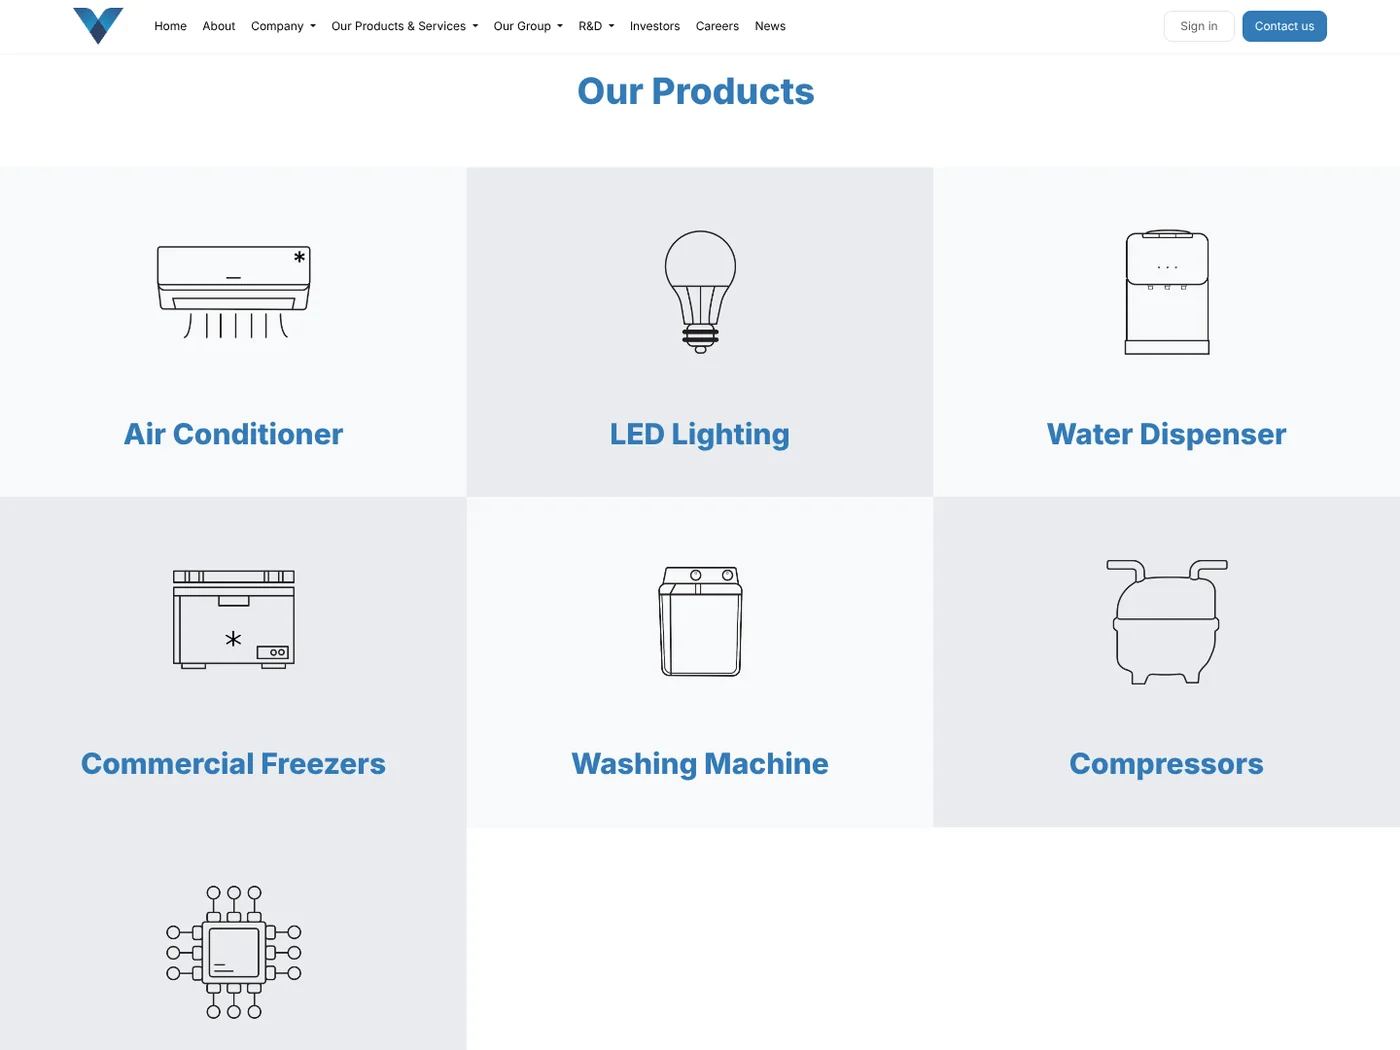 Home About Company Our Products & Services Our Group R&D Investors Careers News Sign in Contact us
Our Products
Air Conditioner LED Lighting Water Dispenser
Commercial Freezers Washing Machine Compressors